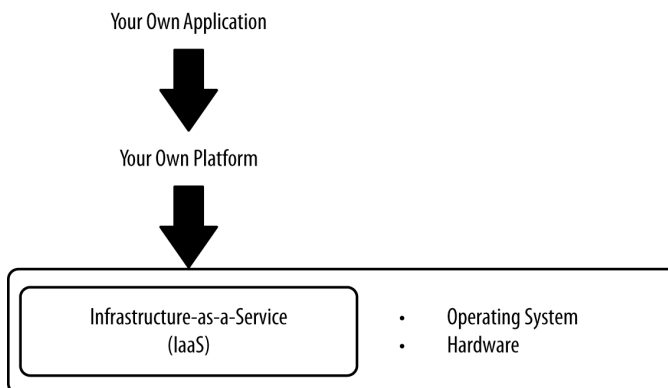 Your Own Application
Your Own Platform
Infrastructure-as-a-Service
(IaaS)
• Operating System
• Hardware